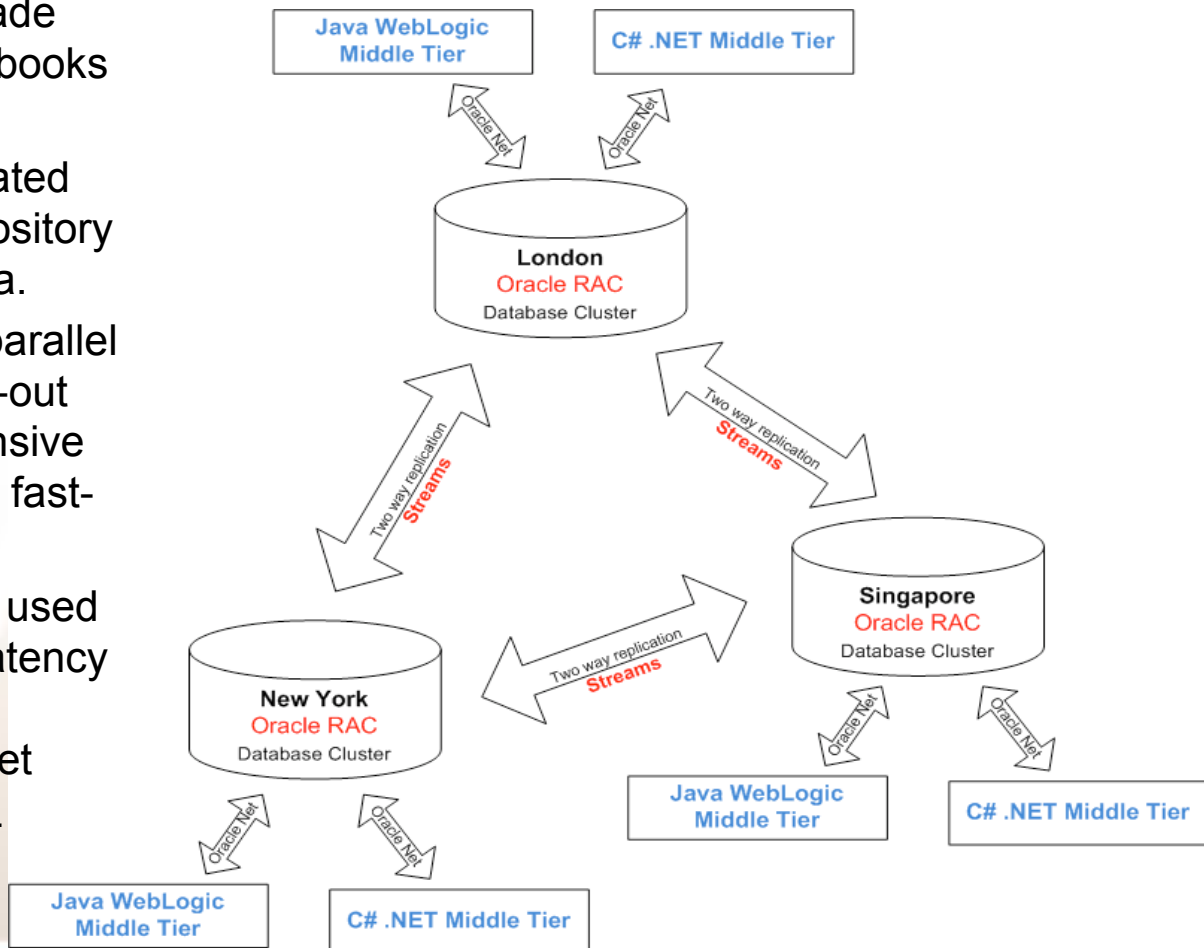 ade
books
ated
ository
a.
parallel
-out
nsive
fast-
used
atency
et
Java WebLogic
Middle Tier
C# .NET Middle Tier
Oracle Net
Oracle Net
London
Oracle RAC
Database Cluster
Two way replication
Streams
Two way replication
Streams
Singapore
Oracle RAC
Database Cluster
Two way replication
Streams
New York
Oracle RAC
Database Cluster
Oracle Net
Oracle Net
Java WebLogic
Middle Tier
C# .NET Middle Tier
Oracle Net
Oracle Net
Java WebLogic
Middle Tier
C# .NET Middle Tier